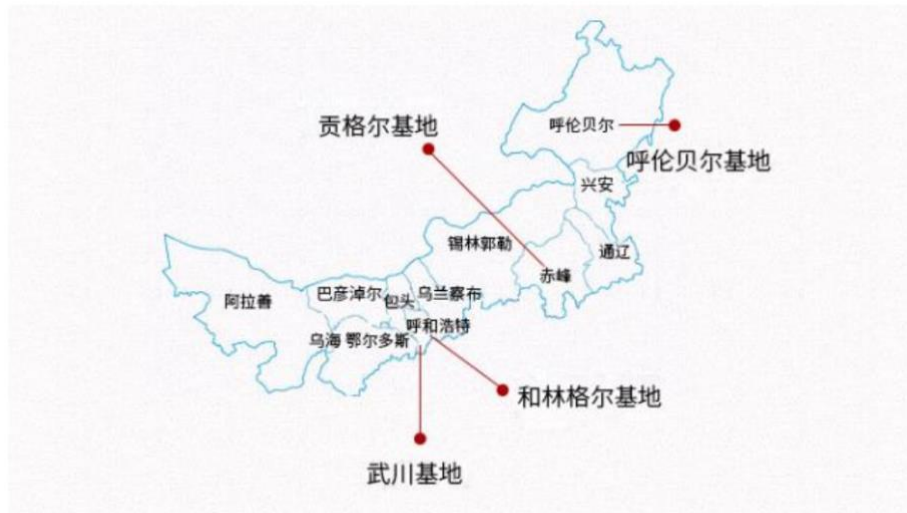 贡格尔基地
呼伦贝尔
呼伦贝尔基地
兴安
锡林郭勒
通辽
赤峰
阿拉善
巴彦淖尔
包头
乌兰察布
呼和浩特
乌海 鄂尔多斯
和林格尔基地
武川基地